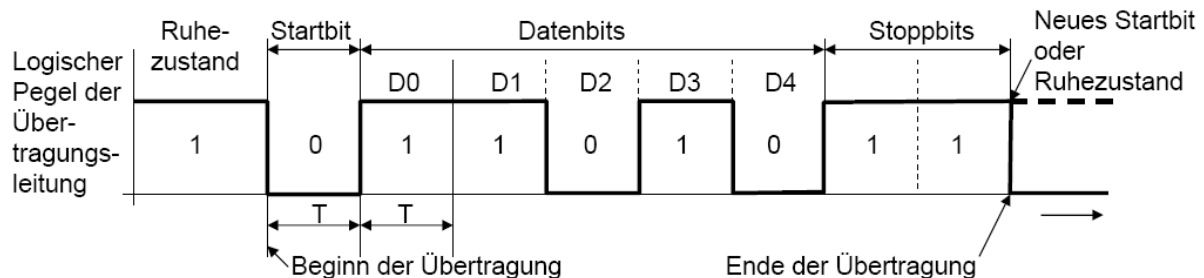 Ruhe-
zustand
Startbit
Datenbits
Stoppbits
Neues Startbit
oder
Ruhezustand
Logischer
Pegel der
Über-
tragungs-
leitung
D0 D1 D2 D3 D4
1 0 1 1 0 1 0 1 1
T T
Beginn der Übertragung
Ende der Übertragung